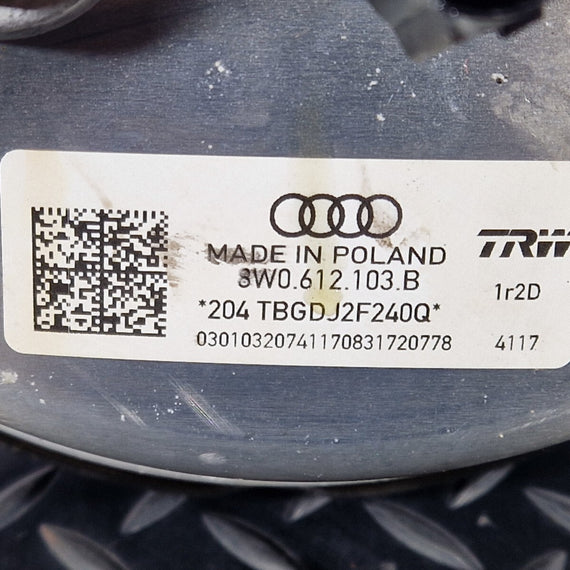 MADE IN POLAND
3W0.612.103.B
*204 TBGDJ2F240Q*
03010320741170831720778
TRW
1r2D
4117